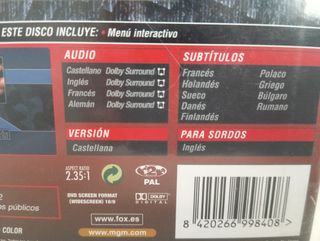 ESTE DISCO INCLUYE: • Menú interactivo
AUDIO
Castellano Dolby Surround
Inglés Dolby Surround
Francés Dolby Surround
Alemán Dolby Surround
SUBTÍTULOS
Francés Polaco
Holandés Griego
Sueco Búlgaro
Danés Rumano
Finlandés
VERSIÓN
Castellana
PARA SORDOS
Inglés
ASPECT RATIO
2.35:1
2
PAL
DVD SCREEN FORMAT
(WIDESCREEN) 16/9
DOLBY
DIGITAL
www.fox.es
www.mgm.com
8 420266 998408
2
os públicos
COLOR